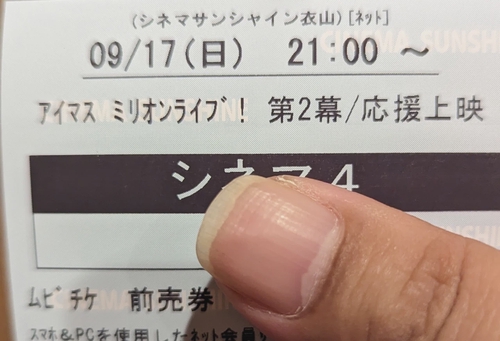 (シネマサンシャイン衣山)[ネット]
09/17(日) 21:00 ～
アイマス ミリオンライブ! 第2幕/応援上映
シネマ4
ムビチケ 前売券
スマホ&PCを使用したネット会員